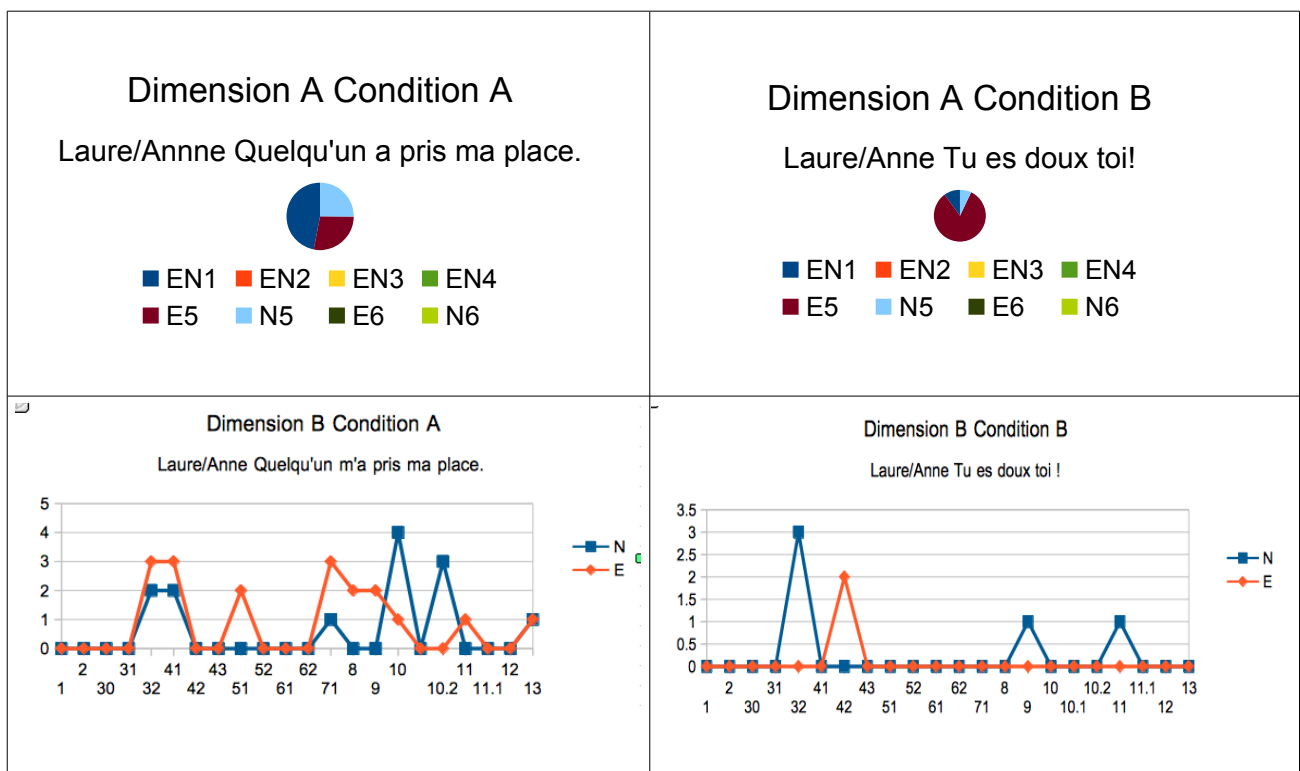 Dimension A Condition A
Laure/Annne Quelqu'un a pris ma place.
EN1 EN2 EN3 EN4
E5 N5 E6 N6
Dimension A Condition B
Laure/Anne Tu es doux toi!
EN1 EN2 EN3 EN4
E5 N5 E6 N6
Dimension B Condition A
Laure/Anne Quelqu'un m'a pris ma place.
5
4
3
2
1
0
N
E
2 31 41 43 52 62 8 10 11 12
1 30 32 42 51 61 71 9 10.2 11.1 13
Dimension B Condition B
Laure/Anne Tu es doux toi !
3.5
3
2.5
2
1.5
1
0.5
0
N
E
2 31 41 43 52 62 8 10 10.2 11.1 13
1 30 32 42 51 61 71 9 10.1 11 12